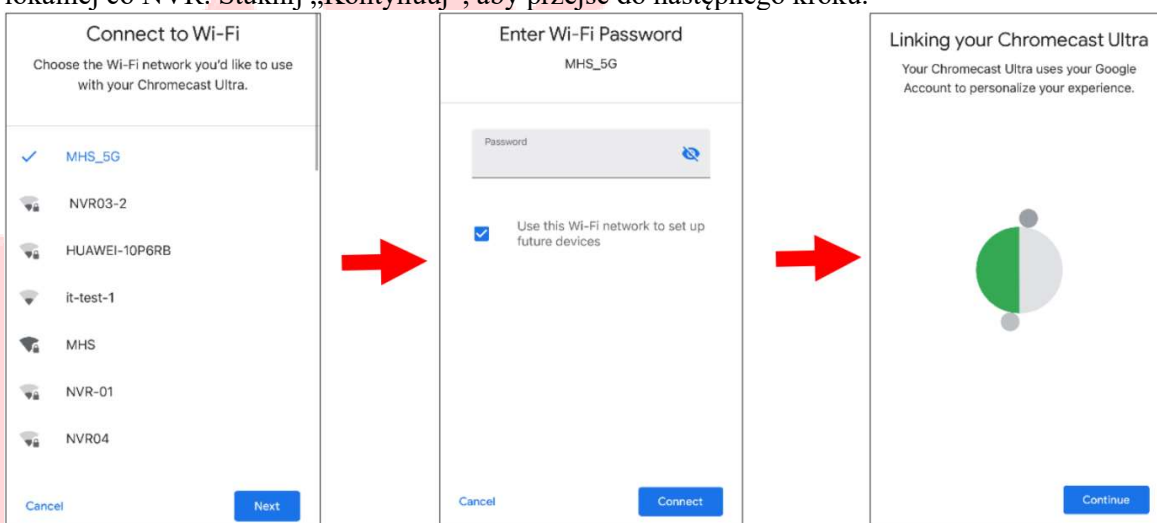 lokalnej co NVR. Stuknij „Kontynuuj”, aby przejść do następnego kroku.
Connect to Wi-Fi
Choose the Wi-Fi network you'd like to use
with your Chromecast Ultra.
MHS_5G
NVR03-2
HUAWEI-10P6RB
it-test-1
MHS
NVR-01
NVR04
Cancel
Next
Enter Wi-Fi Password
MHS_5G
Password
Use this Wi-Fi network to set up
future devices
Cancel
Connect
Linking your Chromecast Ultra
Your Chromecast Ultra uses your Google
Account to personalize your experience.
Continue